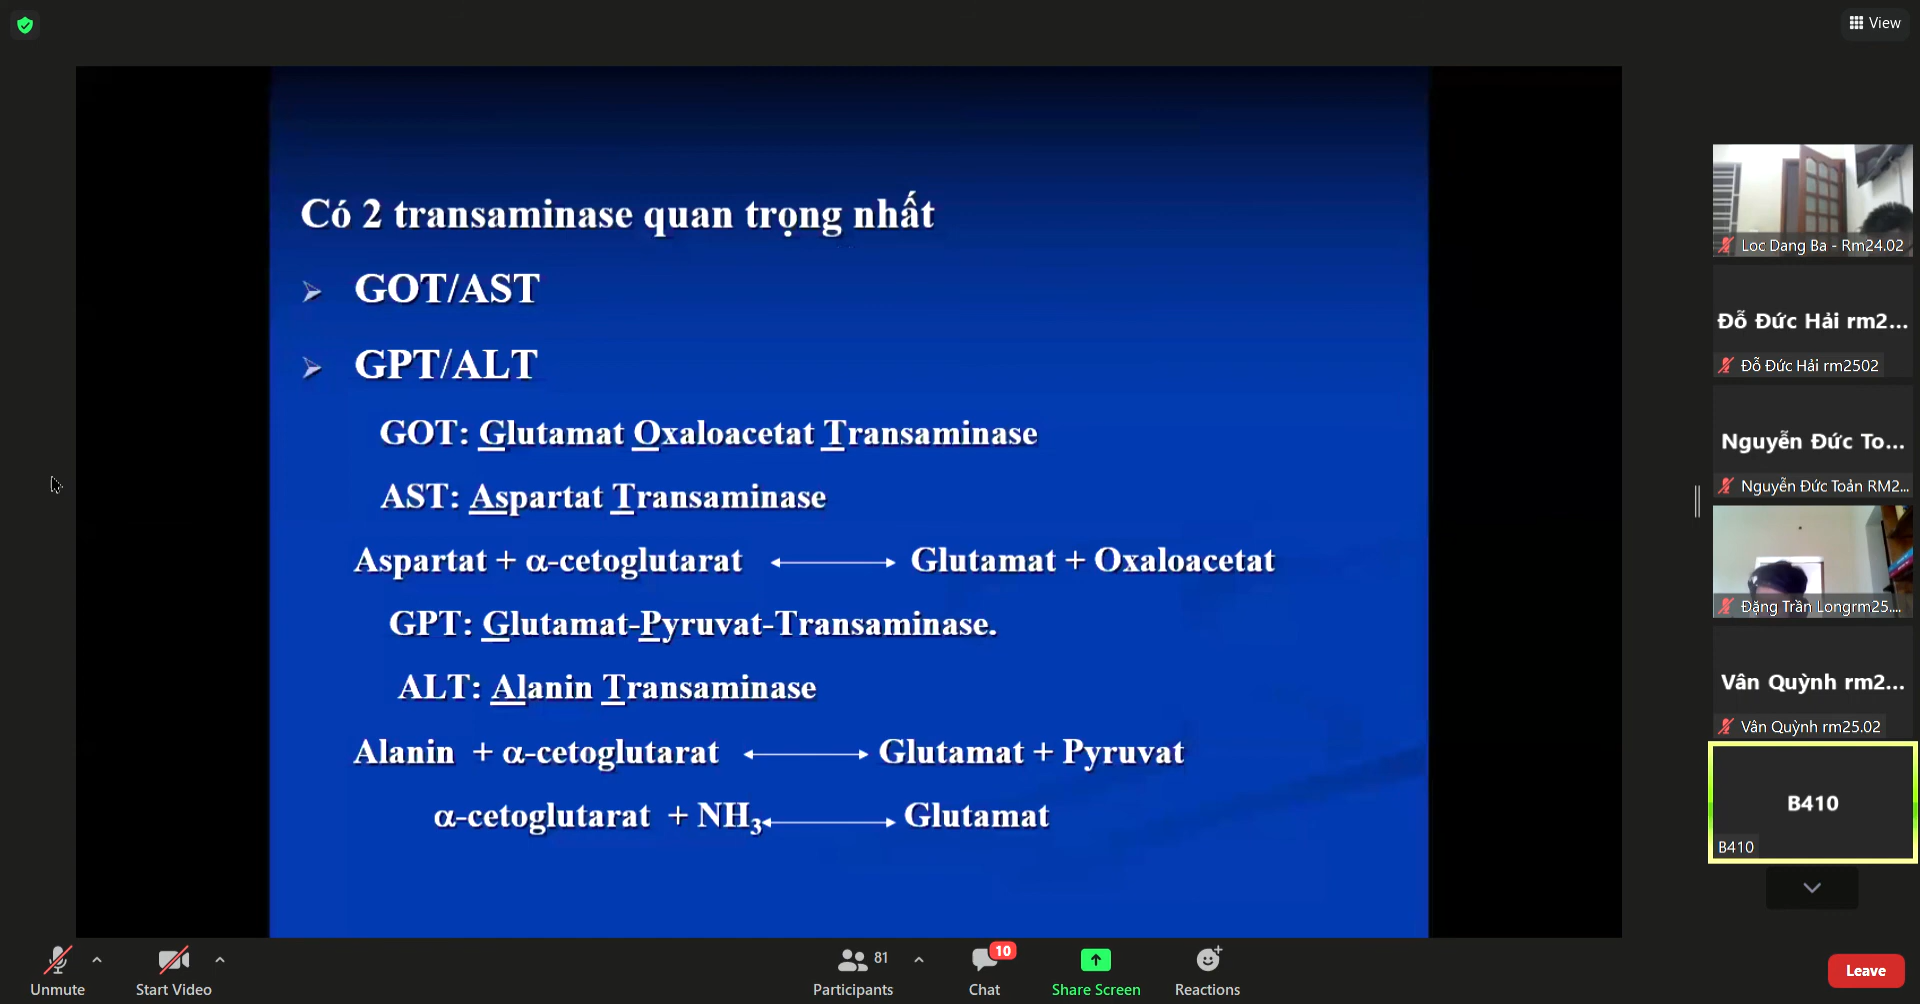 View
Có 2 transaminase quan trọng nhất
GOT/AST
GPT/ALT
GOT: Glutamat Oxaloacetat Transaminase
AST: Aspartat Transaminase
Aspartat + α-cetoglutarat ⟷ Glutamat + Oxaloacetat
GPT: Glutamat-Pyruvat-Transaminase.
ALT: Alanin Transaminase
Alanin + α-cetoglutarat ⟷ Glutamat + Pyruvat
α-cetoglutarat + NH₃ ⟷ Glutamat
Loc Dang Ba - Rm24.02
Đỗ Đức Hải rm2...
Đỗ Đức Hải rm2502
Nguyễn Đức To...
Nguyễn Đức Toản RM2...
Đặng Trần Longrm25....
Vân Quỳnh rm2...
Vân Quỳnh rm25.02
B410
B410
Unmute
Start Video
81
Participants
10
Chat
Share Screen
Reactions
Leave